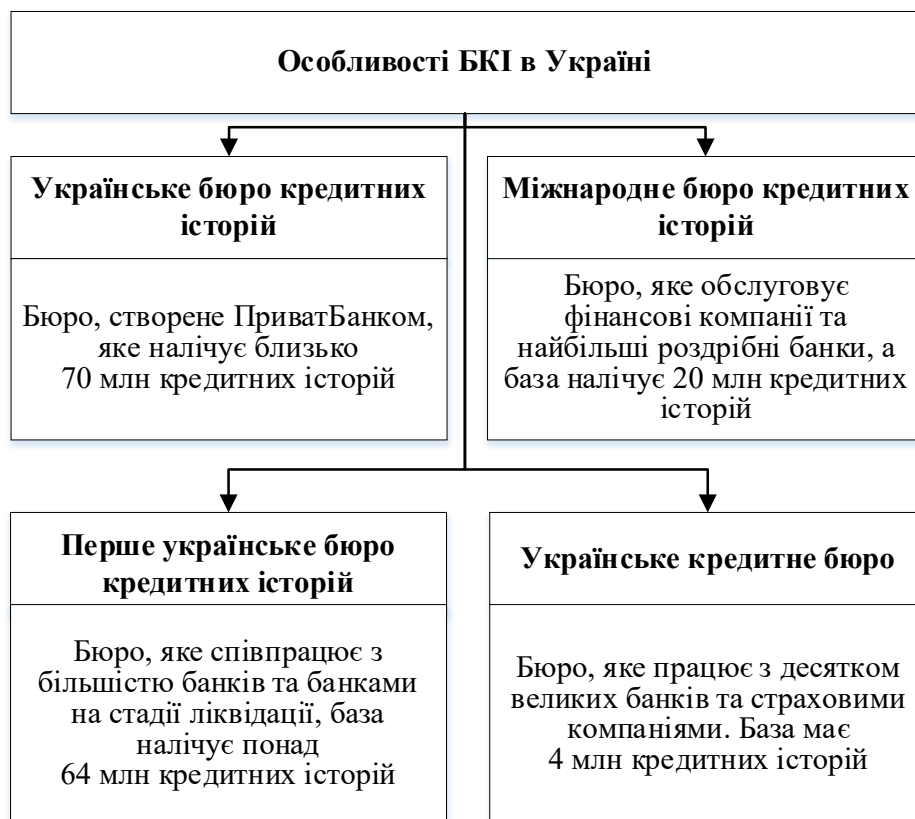 Особливості БКІ в Україні
Українське бюро кредитних
історій
Бюро, створене ПриватБанком,
яке налічує близько
70 млн кредитних історій
Міжнародне бюро кредитних
історій
Бюро, яке обслуговує
фінансові компанії та
найбільші роздрібні банки, а
база налічує 20 млн кредитних
історій
Перше українське бюро
кредитних історій
Бюро, яке співпрацює з
більшістю банків та банками
на стадії ліквідації, база
налічує понад
64 млн кредитних історій
Українське кредитне бюро
Бюро, яке працює з десятком
великих банків та страховими
компаніями. База має
4 млн кредитних історій